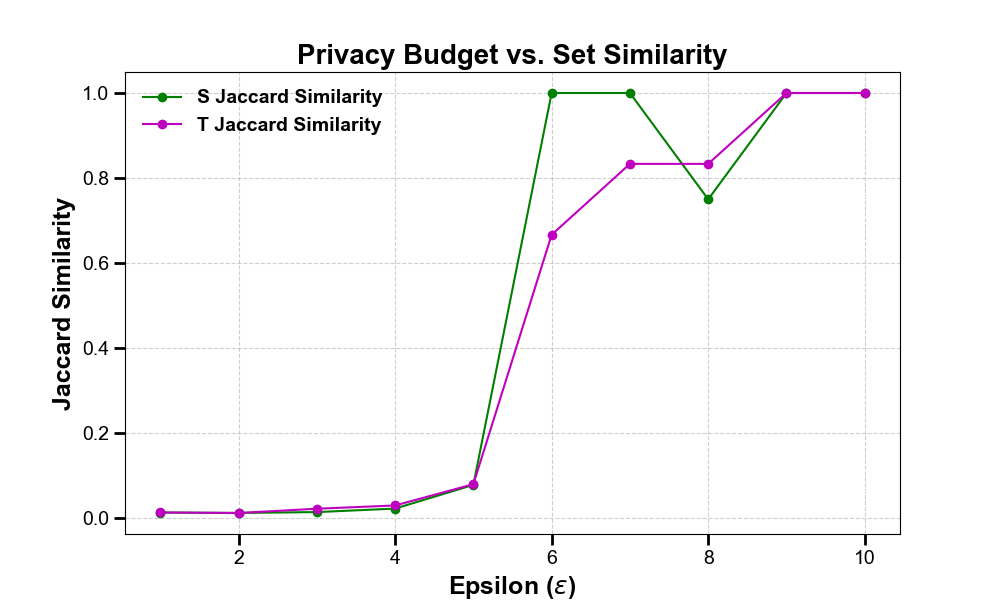 Privacy Budget vs. Set Similarity
S Jaccard Similarity
T Jaccard Similarity
Jaccard Similarity
1.0
0.8
0.6
0.4
0.2
0.0
2 4 6 8 10
Epsilon (ε)